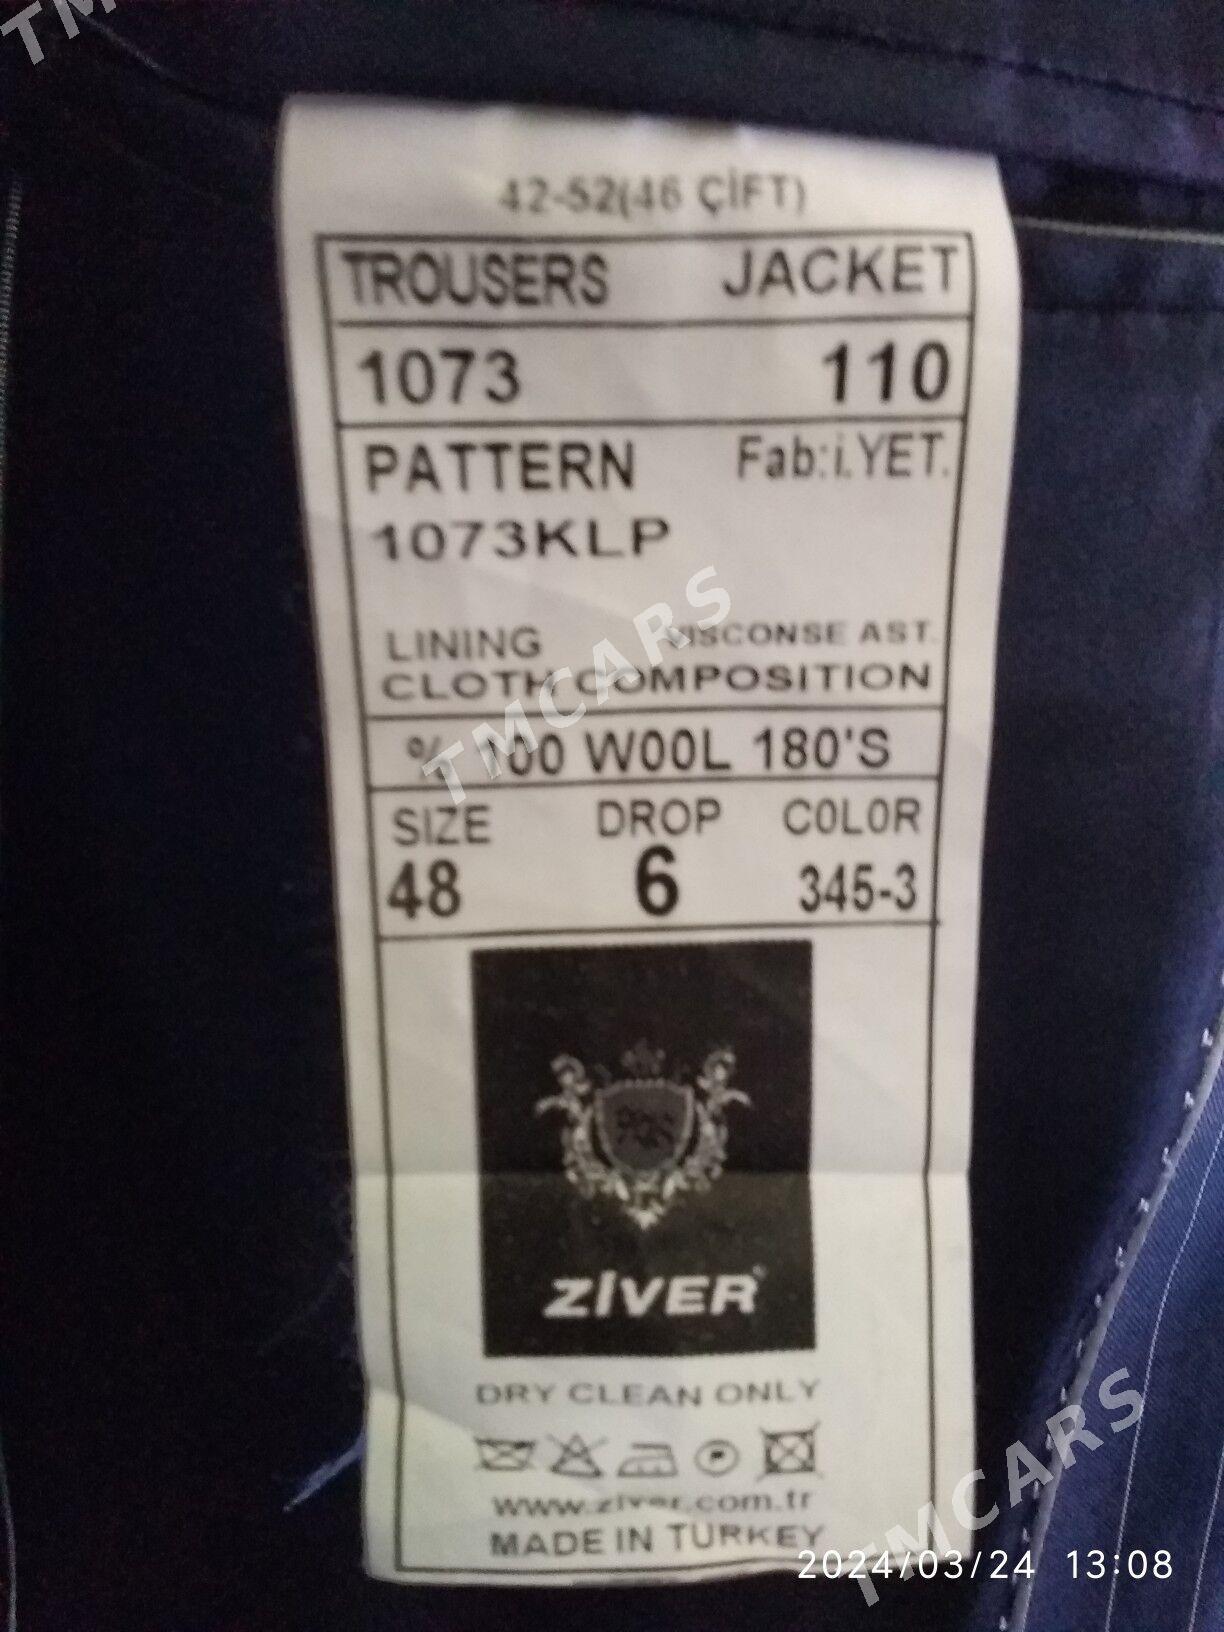 42-52(46 ÇİFT)
TROUSERS JACKET
1073 110
PATTERN Fab:i.YET.
1073KLP
LINING VISCONSE AST.
CLOTH COMPOSITION
% 100 W00L 180'S
SIZE DROP C0L0R
48 6 345-3
ZİVER
DRY CLEAN ONLY
P
www.ziver.com.tr
MADE IN TURKEY
2024/03/24 13:08
TMCARS
TMCARS
TM